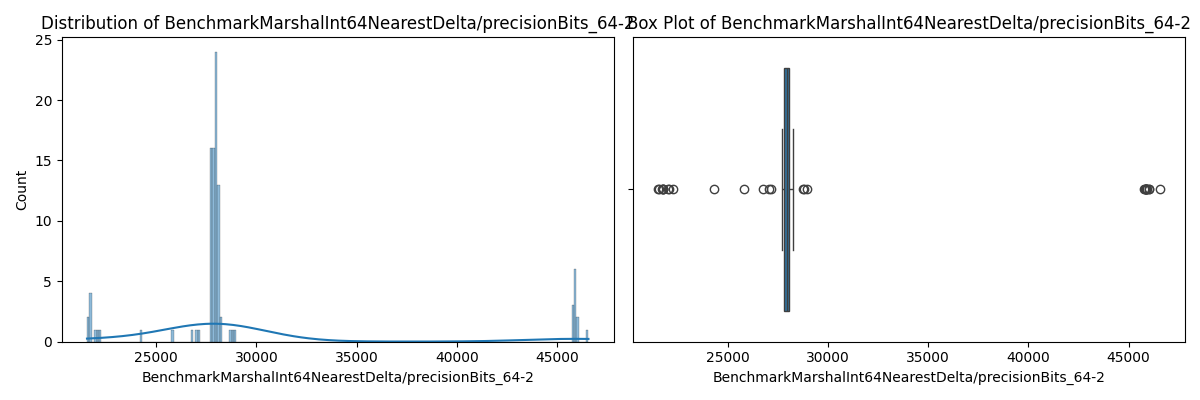 Distribution of BenchmarkMarshalInt64NearestDelta/precisionBits_64-2
Count
25
20
15
10
5
0
25000 30000 35000 40000 45000
BenchmarkMarshalInt64NearestDelta/precisionBits_64-2
Box Plot of BenchmarkMarshalInt64NearestDelta/precisionBits_64-2
25000 30000 35000 40000 45000
BenchmarkMarshalInt64NearestDelta/precisionBits_64-2